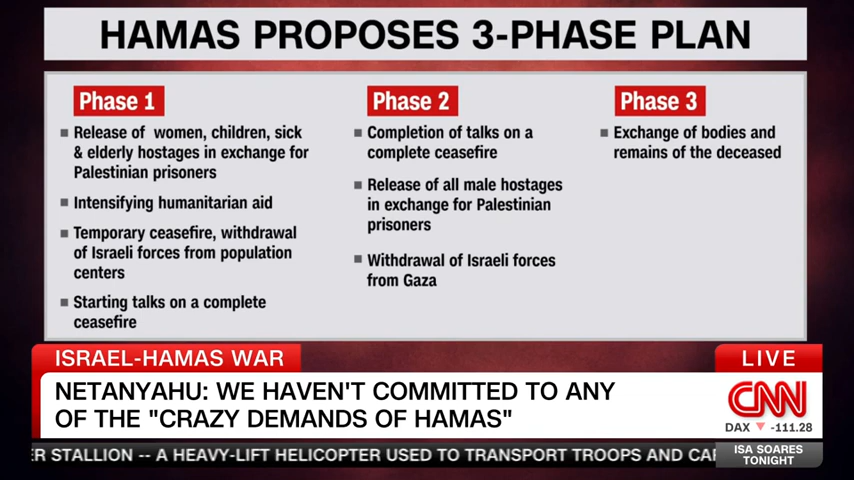 HAMAS PROPOSES 3-PHASE PLAN
Phase 1
Release of women, children, sick
& elderly hostages in exchange for
Palestinian prisoners
Intensifying humanitarian aid
Temporary ceasefire, withdrawal
of Israeli forces from population
centers
Starting talks on a complete
ceasefire
Phase 2
Completion of talks on a
complete ceasefire
Release of all male hostages
in exchange for Palestinian
prisoners
Withdrawal of Israeli forces
from Gaza
Phase 3
Exchange of bodies and
remains of the deceased
ISRAEL-HAMAS WAR
LIVE
NETANYAHU: WE HAVEN'T COMMITTED TO ANY
OF THE "CRAZY DEMANDS OF HAMAS"
CNN
DAX ▼ -111.28
STALLION -- A HEAVY-LIFT HELICOPTER USED TO TRANSPORT TROOPS AND
ISA SOARES
TONIGHT